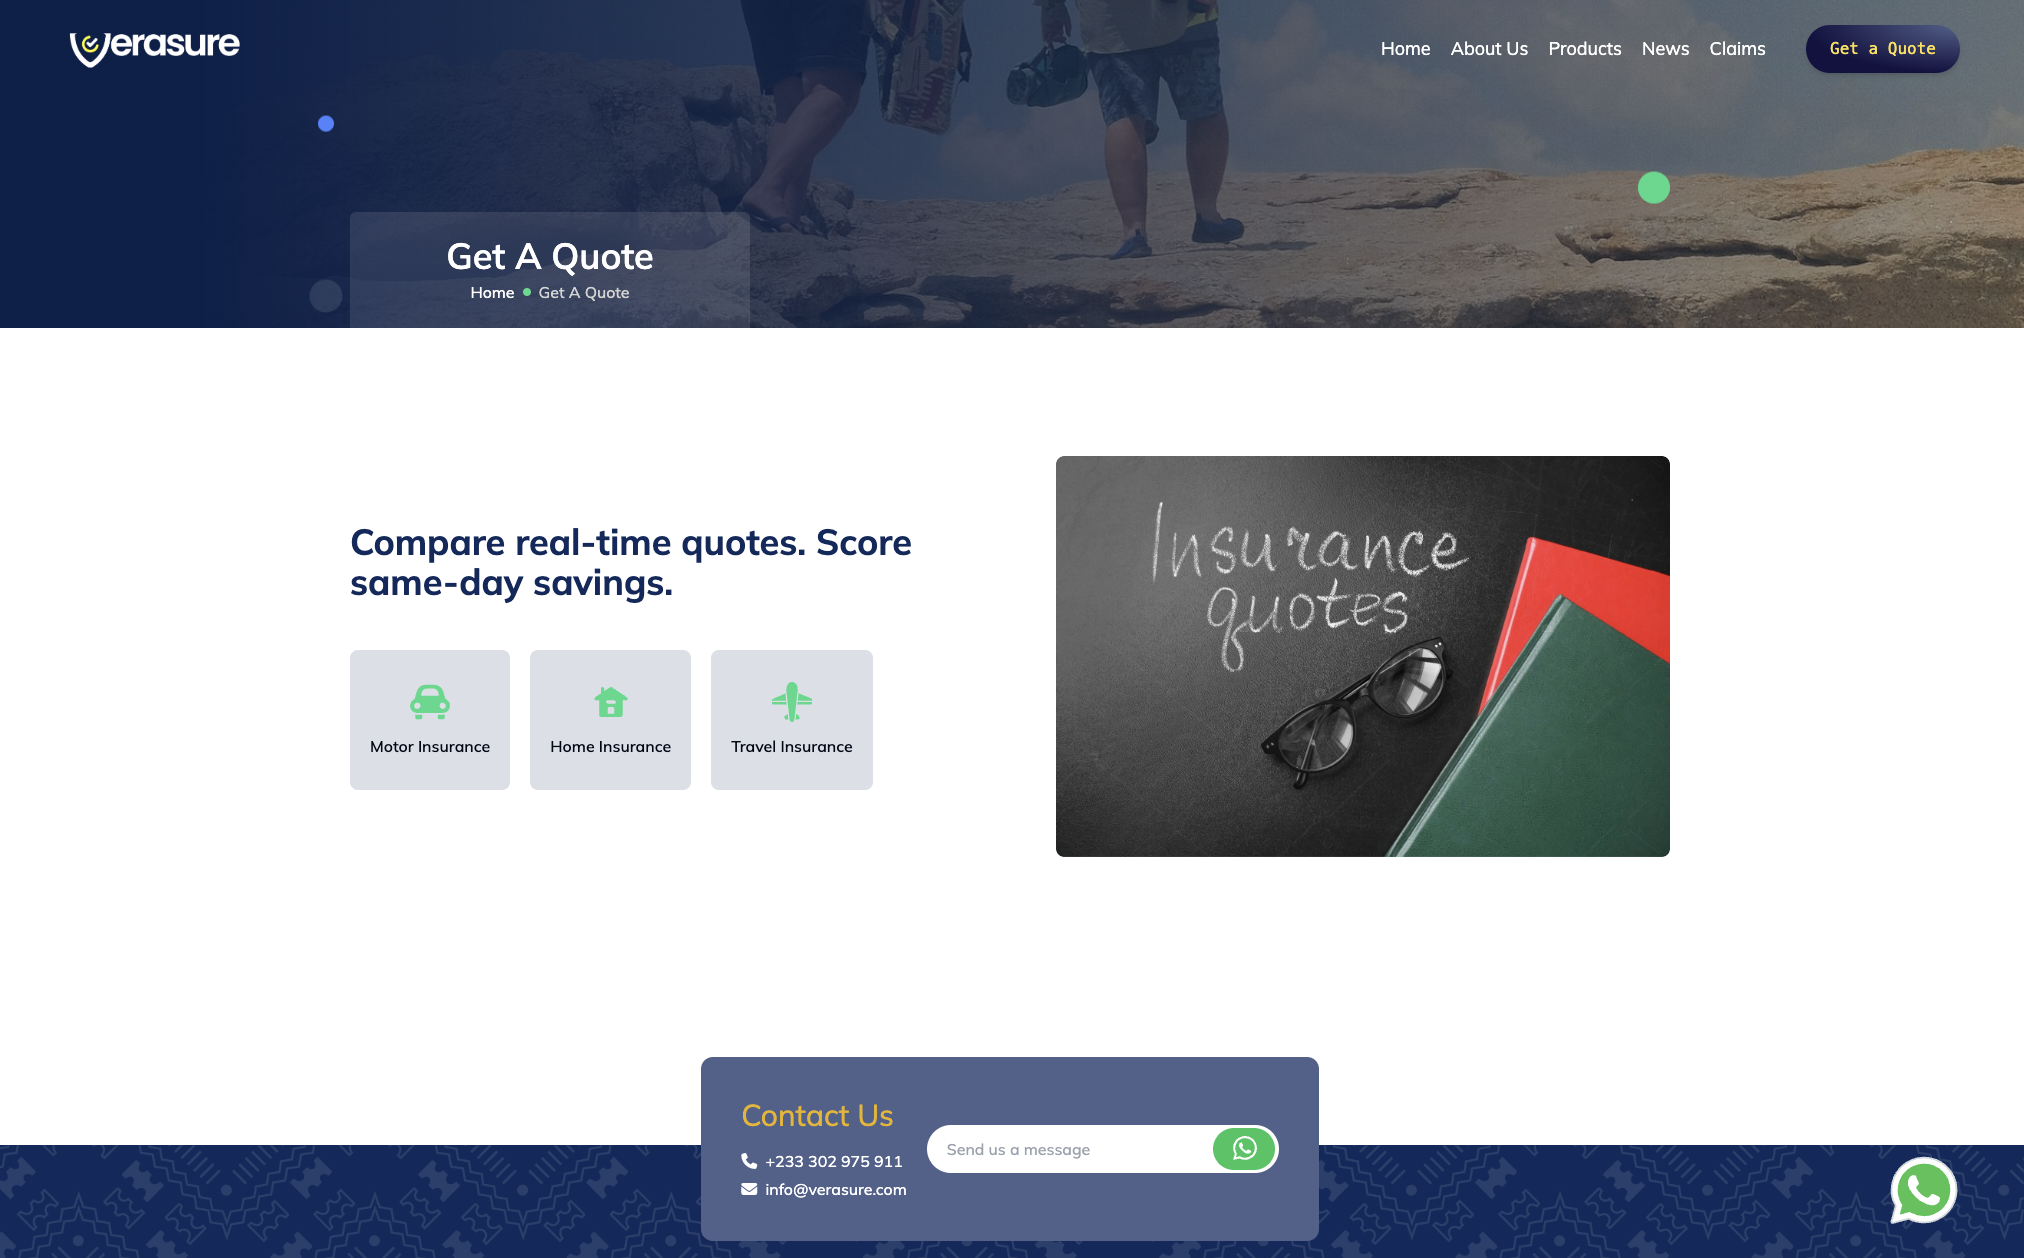 Verasure
Home About Us Products News Claims Get a Quote
Get A Quote
Home Get A Quote
Compare real-time quotes. Score
same-day savings.
Motor Insurance Home Insurance Travel Insurance
Insurance
quotes
Contact Us
+233 302 975 911
info@verasure.com
Send us a message